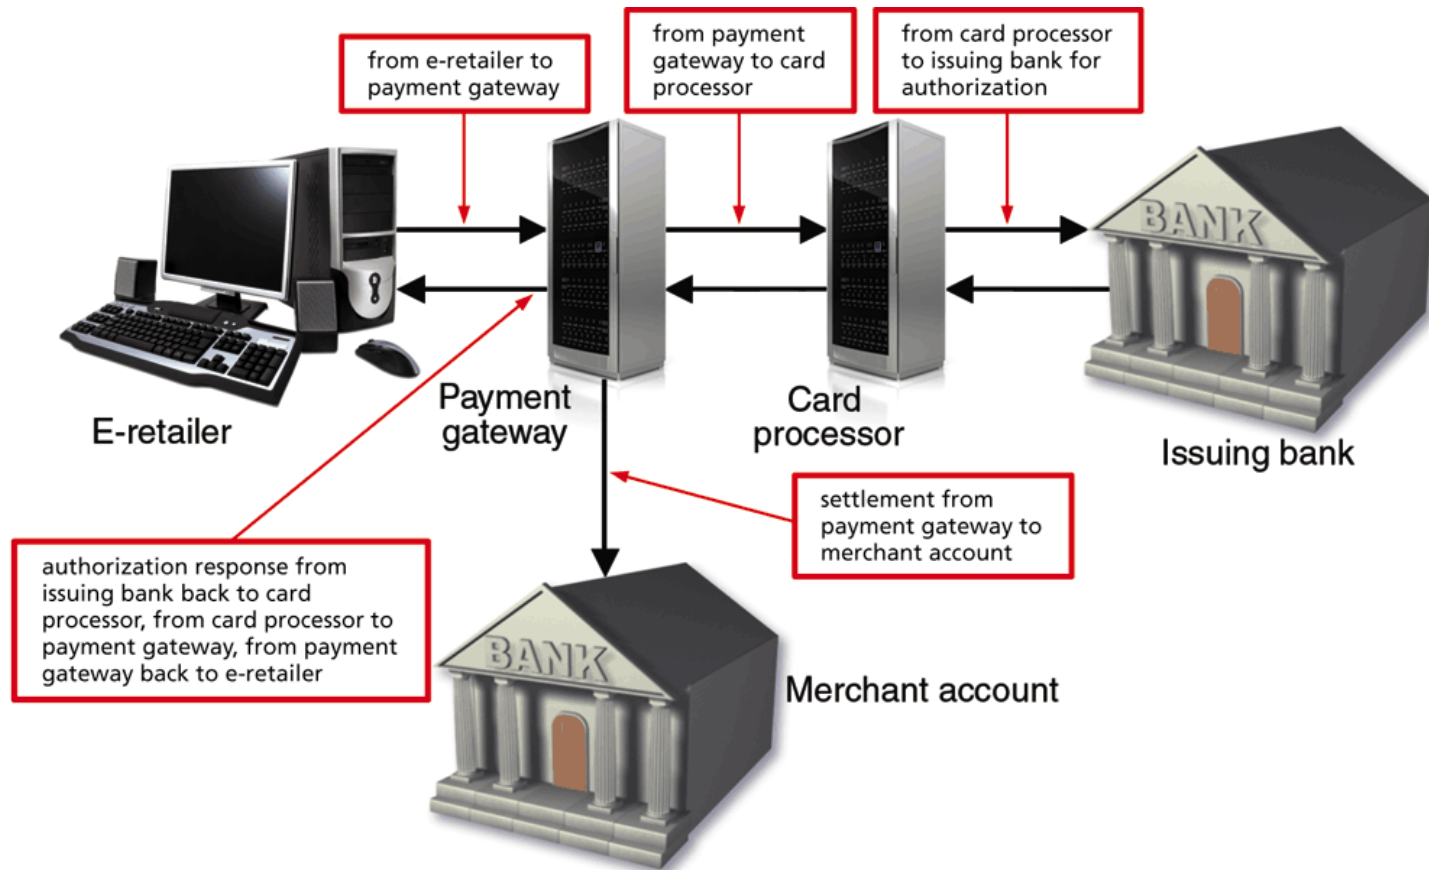 from e-retailer to
payment gateway
from payment
gateway to card
processor
from card processor
to issuing bank for
authorization
BANK
E-retailer
Payment
gateway
Card
processor
Issuing bank
settlement from
payment gateway to
merchant account
authorization response from
issuing bank back to card
processor, from card processor to
payment gateway, from payment
gateway back to e-retailer
BANK
Merchant account